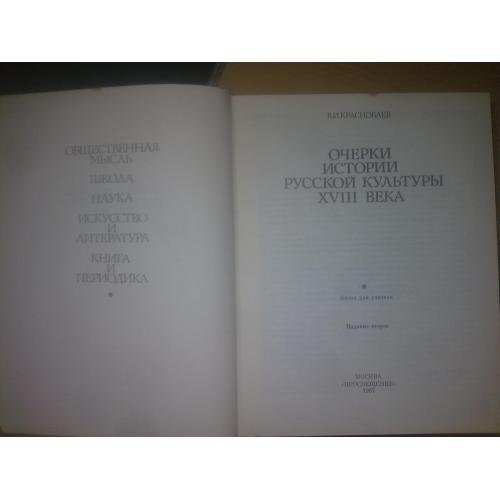 ОБЩЕСТВЕННАЯ
МЫСЛЬ
ШКОЛА
НАУКА
ИСКУССТВО
И
ЛИТЕРАТУРА
КНИГА
И
ПЕРИОДИКА
Б.И.КРАСНОБАЕВ
ОЧЕРКИ
ИСТОРИИ
РУССКОЙ КУЛЬТУРЫ
XVIII ВЕКА
Книга для учителя
Издание второе
МОСКВА
«ПРОСВЕЩЕНИЕ»
1987